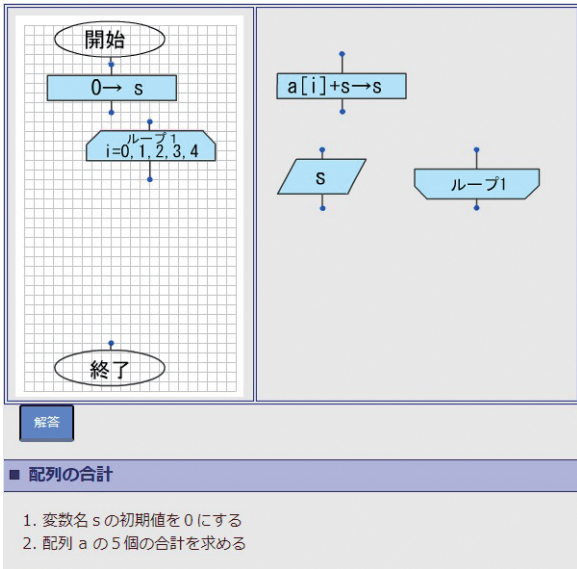 開始
0→ s
ループ1
i=0,1,2,3,4
終了
a[i]+s→s
s
ループ1
解答
■ 配列の合計
1. 変数名 s の初期値を 0 にする
2. 配列 a の 5 個の合計を求める